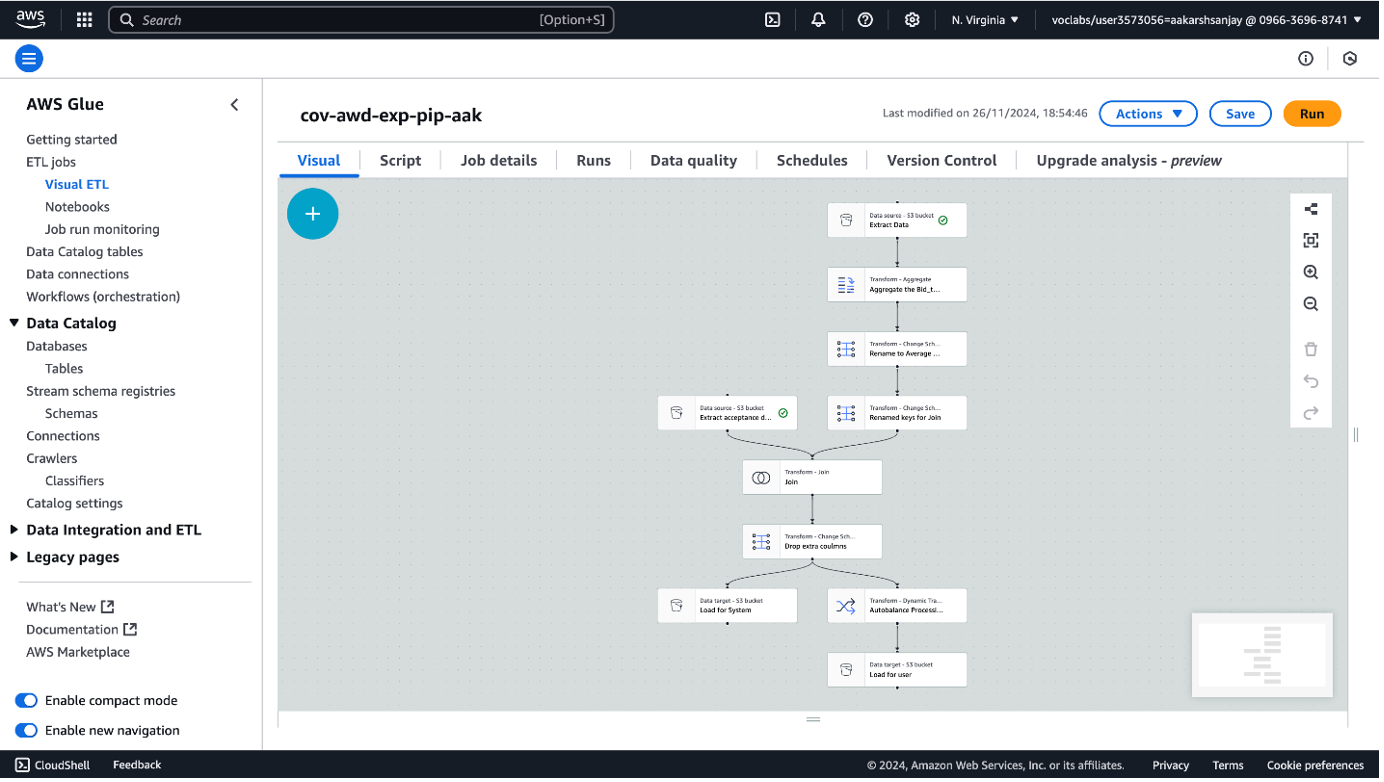 aws
Search
[Option+S]
N. Virginia
voclabs/user3573056=aakarshsanjay @ 0966-3696-8741
AWS Glue
Getting started
ETL jobs
Visual ETL
Notebooks
Job run monitoring
Data Catalog tables
Data connections
Workflows (orchestration)
Data Catalog
Databases
Tables
Stream schema registries
Schemas
Connections
Crawlers
Classifiers
Catalog settings
Data Integration and ETL
Legacy pages
What's New
Documentation
AWS Marketplace
Enable compact mode
Enable new navigation
cov-awd-exp-pip-aak
Last modified on 26/11/2024, 18:54:46
Actions
Save
Run
Visual
Script
Job details
Runs
Data quality
Schedules
Version Control
Upgrade analysis - preview
Data source - S3 bucket
Extract Data
Transform - Aggregate
Aggregate the Bid_t...
Transform - Change Sch...
Rename to Average ...
Data source - S3 bucket
Extract acceptance d...
Transform - Change Sch...
Renamed keys for Join
Transform - Join
Join
Transform - Change Sch...
Drop extra coulmns
Data target - S3 bucket
Load for System
Transform - Dynamic Tra...
Autobalance Processi...
Data target - S3 bucket
Load for user
CloudShell
Feedback
© 2024, Amazon Web Services, Inc. or its affiliates.
Privacy
Terms
Cookie preferences